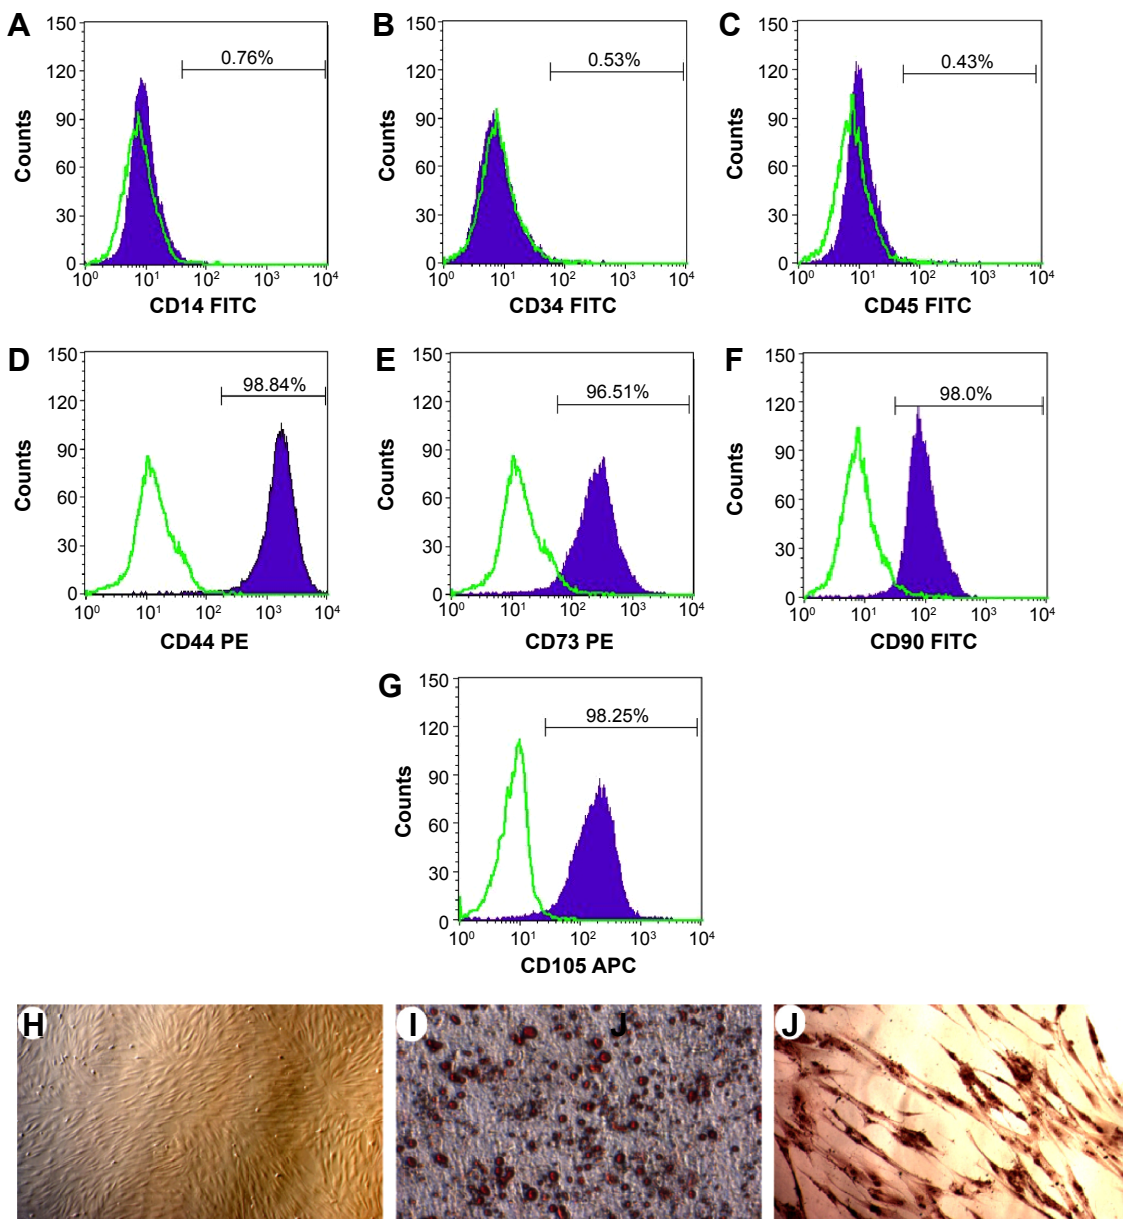 A
150
120
90
60
30
0
Counts
0.76%
10⁰ 10¹ 10² 10³ 10⁴
CD14 FITC
B
150
120
90
60
30
0
Counts
0.53%
10⁰ 10¹ 10² 10³ 10⁴
CD34 FITC
C
150
120
90
60
30
0
Counts
0.43%
10⁰ 10¹ 10² 10³ 10⁴
CD45 FITC
D
150
120
90
60
30
0
Counts
98.84%
10⁰ 10¹ 10² 10³ 10⁴
CD44 PE
E
150
120
90
60
30
0
Counts
96.51%
10⁰ 10¹ 10² 10³ 10⁴
CD73 PE
F
150
120
90
60
30
0
Counts
98.0%
10⁰ 10¹ 10² 10³ 10⁴
CD90 FITC
G
150
120
90
60
30
0
Counts
98.25%
10⁰ 10¹ 10² 10³ 10⁴
CD105 APC
H
I
J
J